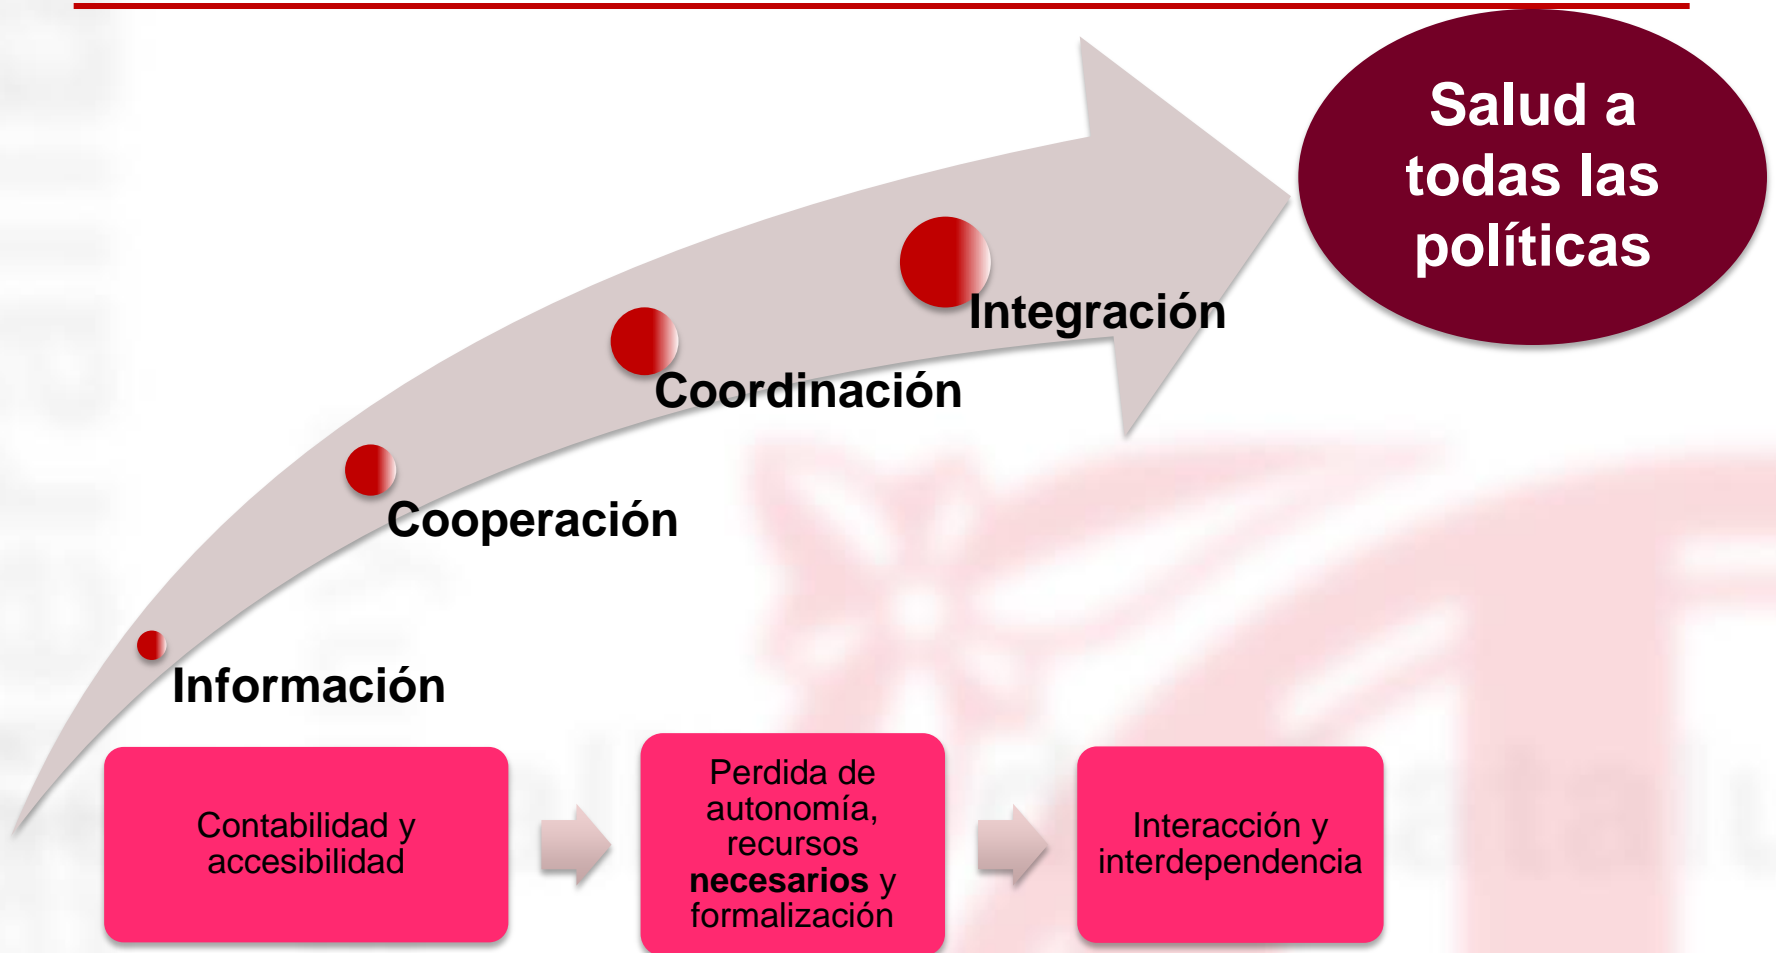 Salud a
todas las
políticas
Integración
Coordinación
Cooperación
Información
Contabilidad y
accesibilidad
Perdida de
autonomía,
recursos
necesarios y
formalización
Interacción y
interdependencia